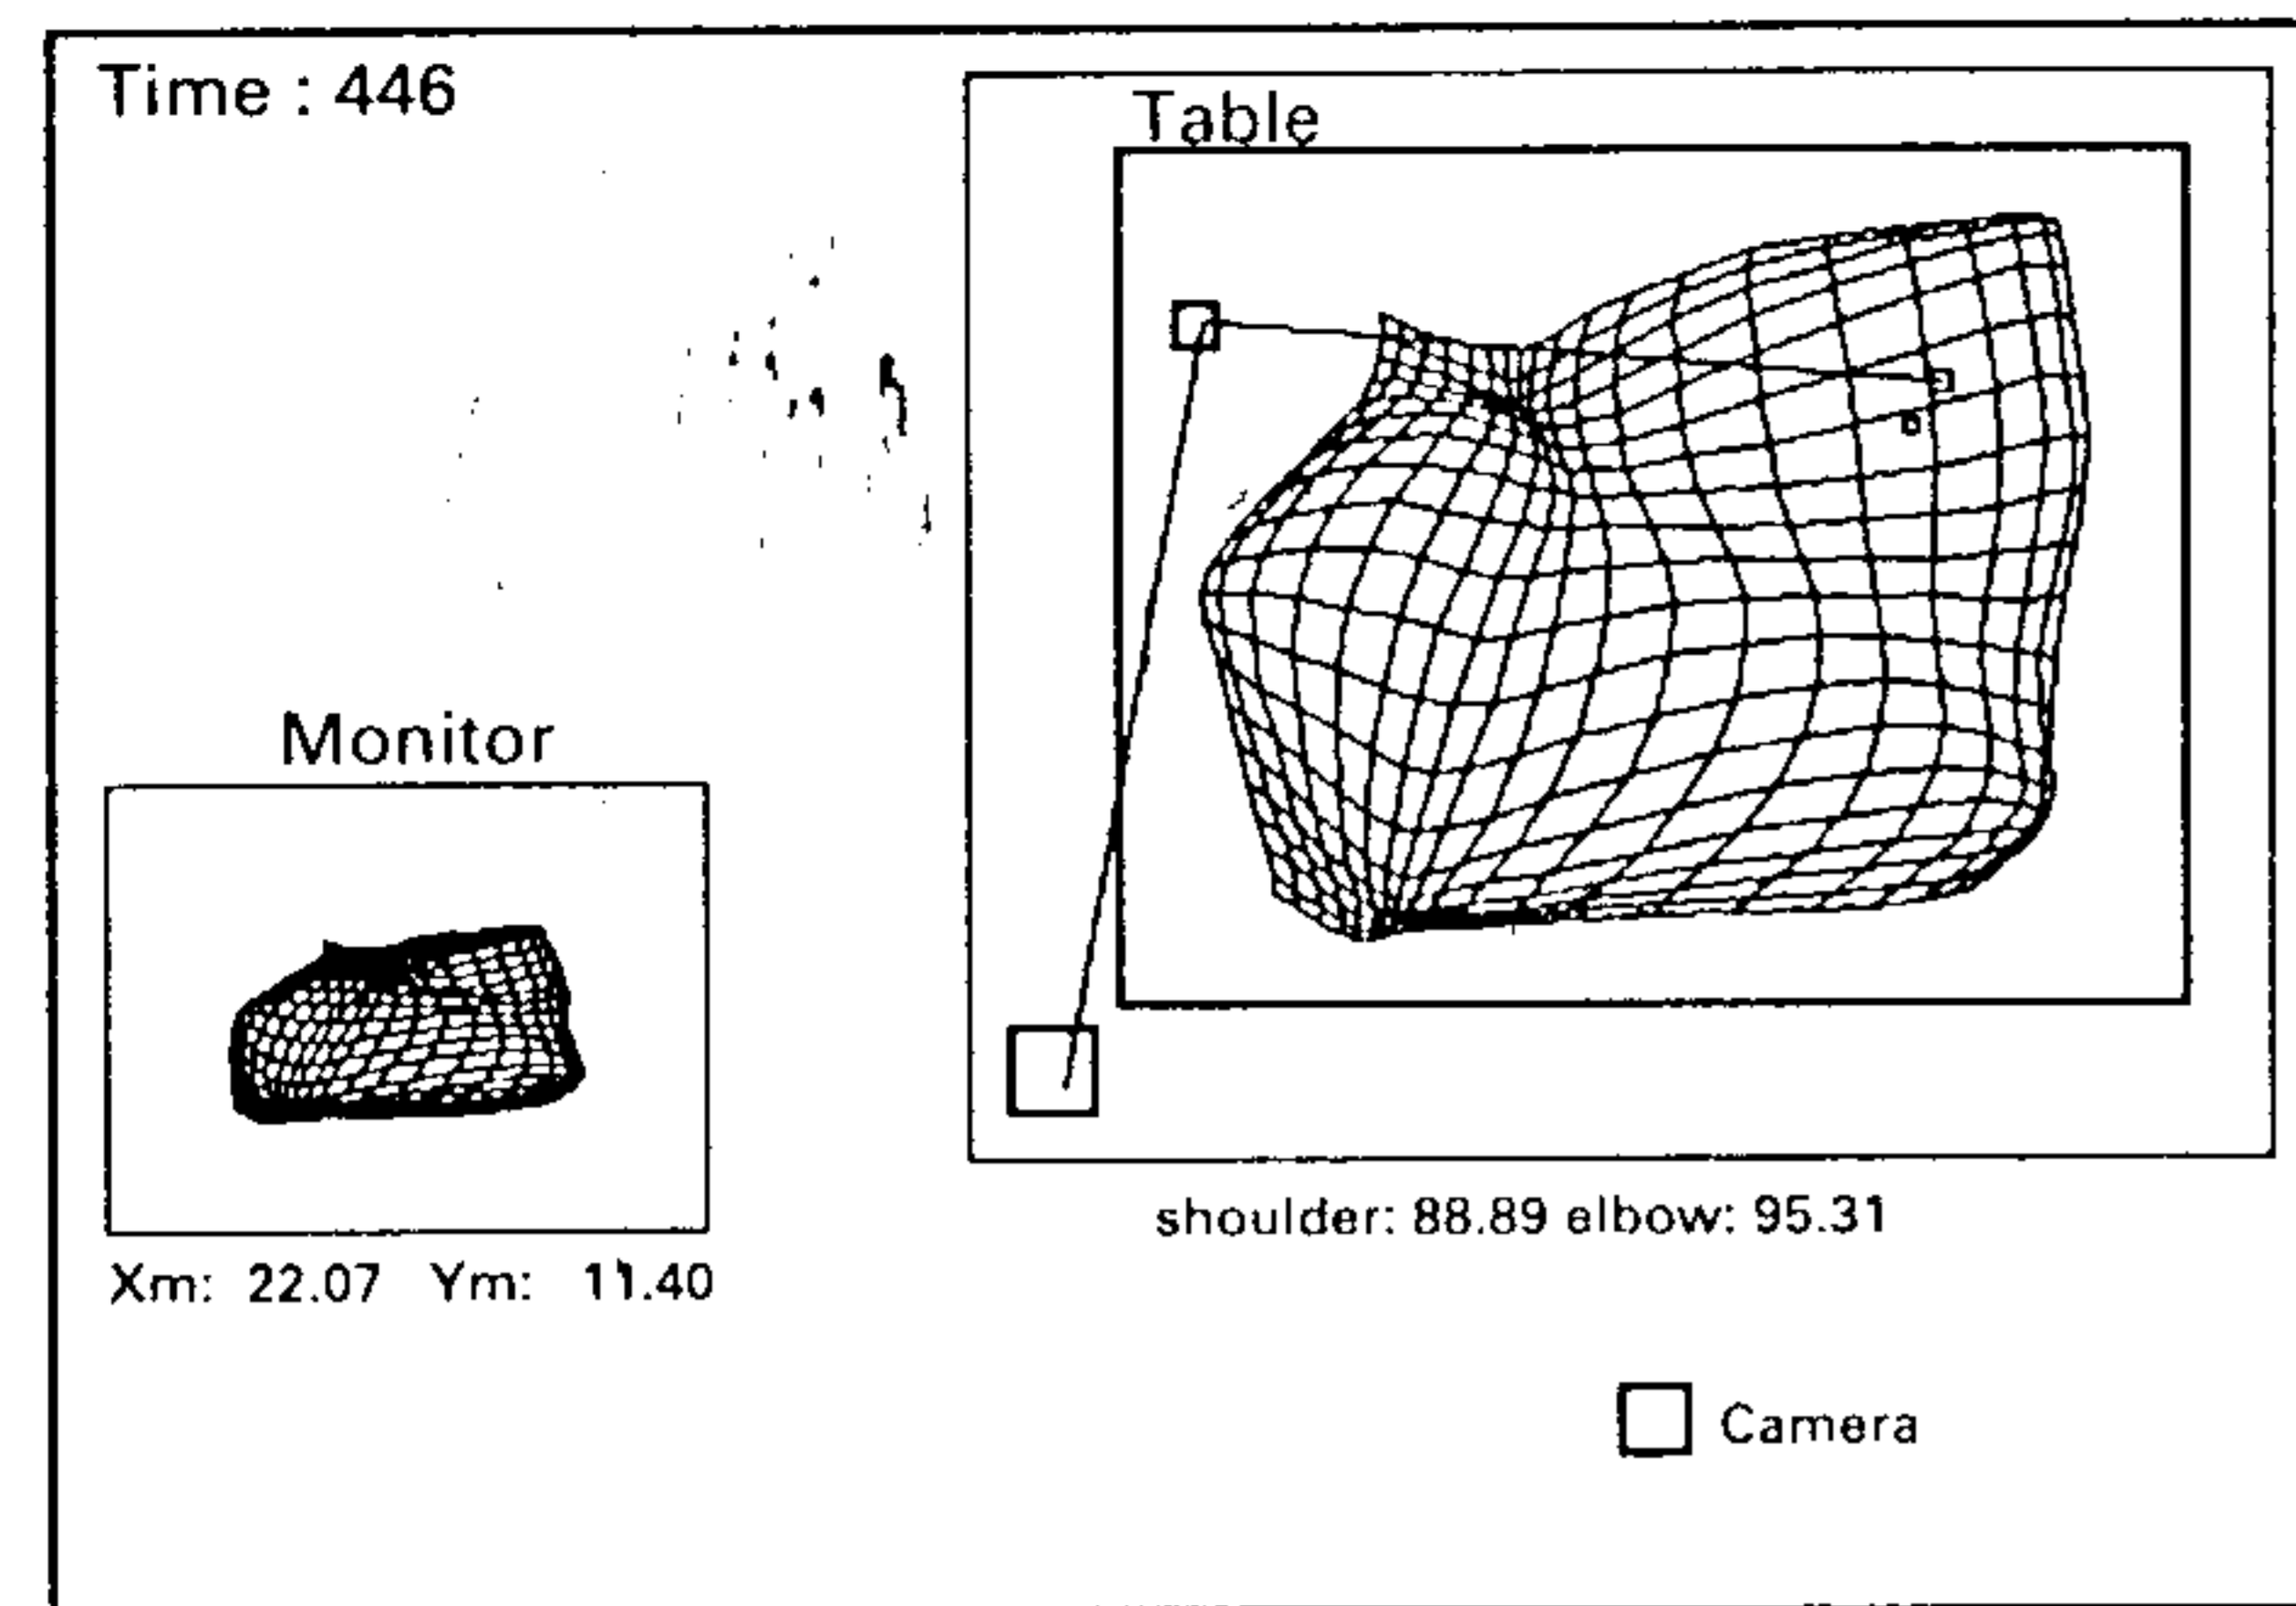 Time : 446
Table
Monitor
shoulder: 88.89 elbow: 95.31
Xm: 22.07 Ym: 11.40
Camera